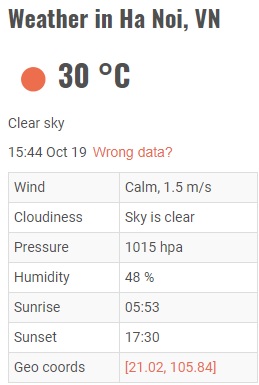 Weather in Ha Noi, VN
30 °C
Clear sky
15:44 Oct 19 Wrong data?
Wind Calm, 1.5 m/s
Cloudiness Sky is clear
Pressure 1015 hpa
Humidity 48 %
Sunrise 05:53
Sunset 17:30
Geo coords [21.02, 105.84]